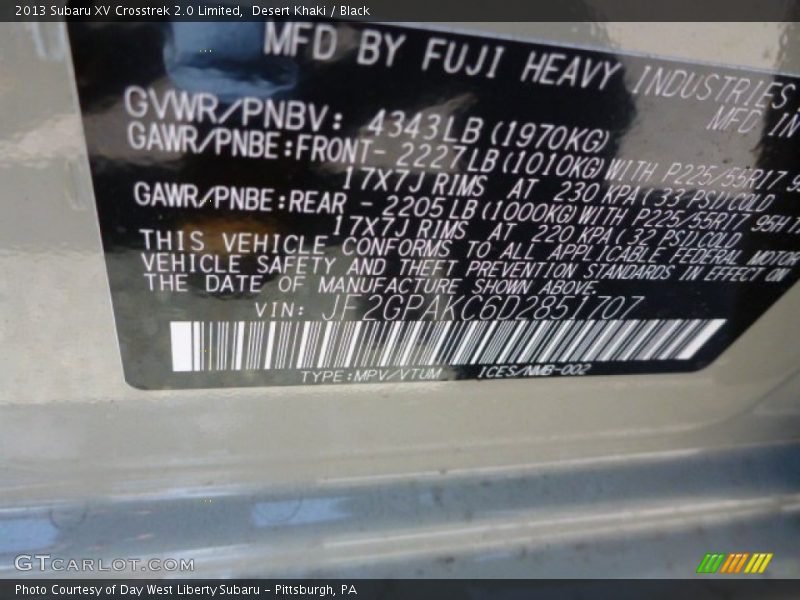 2013 Subaru XV Crosstrek 2.0 Limited, Desert Khaki / Black
MFD BY FUJI HEAVY INDUSTRIES
MFD IN
GVWR/PNBV: 4343LB (1970KG)
GAWR/PNBE:FRONT- 2227LB (1010KG) WITH P225/55R17
17X7J RIMS AT 230 KPA ( 33 PSI) COLD
GAWR/PNBE:REAR - 2205LB (1000KG) WITH P225/55R17 95H
17X7J RIMS AT 220 KPA ( 32 PSI) COLD
THIS VEHICLE CONFORMS TO ALL APPLICABLE FEDERAL MOTOR
VEHICLE SAFETY AND THEFT PREVENTION STANDARDS IN EFFECT ON
THE DATE OF MANUFACTURE SHOWN ABOVE.
VIN: JF2GPAKC6D2851707
TYPE:MPV/VTUM ICES/NMB-002
GTCARLOT.COM
Photo Courtesy of Day West Liberty Subaru - Pittsburgh, PA